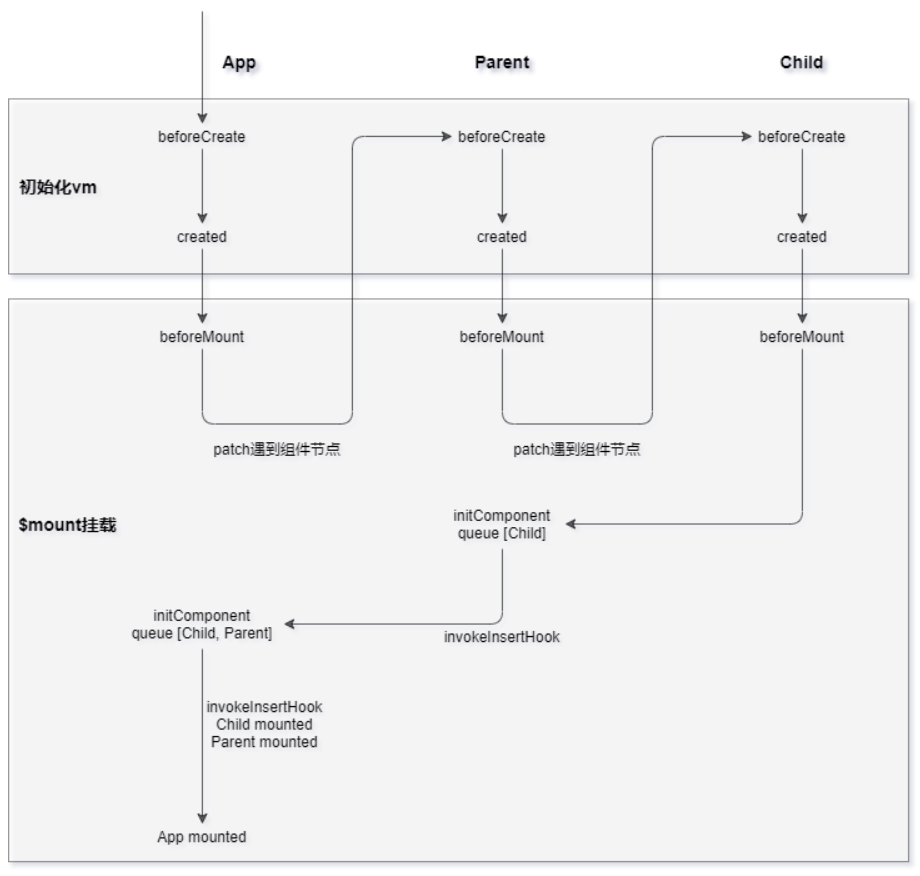 App
Parent
Child
beforeCreate
beforeCreate
beforeCreate
初始化vm
created
created
created
beforeMount
beforeMount
beforeMount
patch遇到组件节点
patch遇到组件节点
$mount挂载
initComponent
queue [Child]
initComponent
queue [Child, Parent]
invokeInsertHook
invokeInsertHook
Child mounted
Parent mounted
App mounted